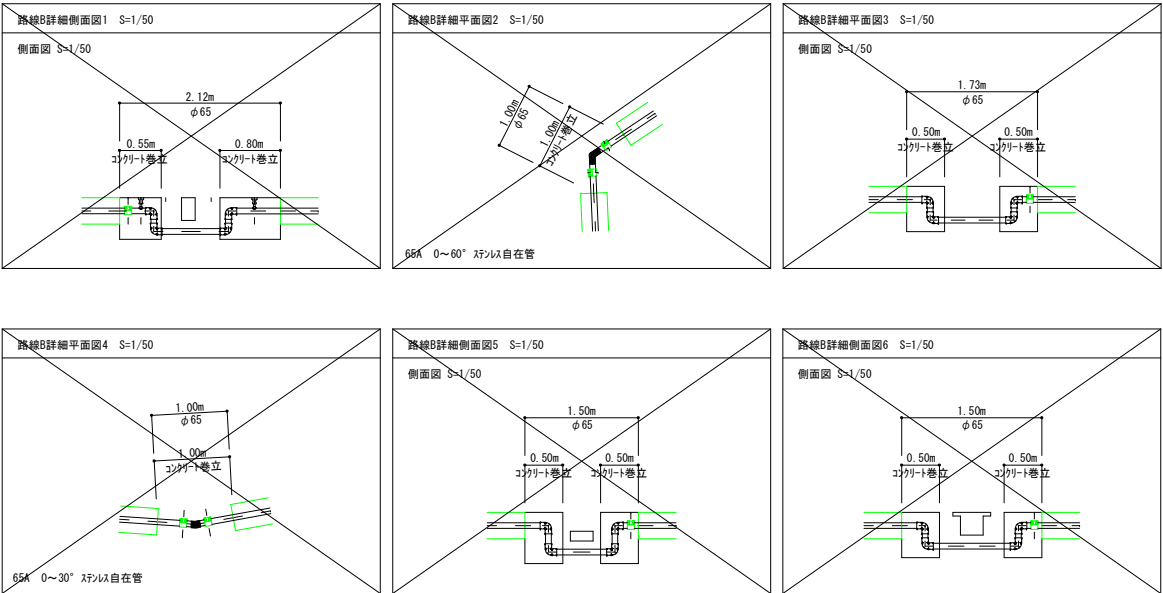 路線B詳細側面図1 S=1/50
側面図 S=1/50
2.12m
φ65
0.55m
コンクリート巻立
0.80m
コンクリート巻立
路線B詳細平面図2 S=1/50
1.00m
φ65
1.00m
コンクリート巻立
65A 0～60° ステンレス自在管
路線B詳細平面図3 S=1/50
側面図 S=1/50
1.73m
φ65
0.50m
コンクリート巻立
0.50m
コンクリート巻立
路線B詳細平面図4 S=1/50
1.00m
φ65
1.00m
コンクリート巻立
65A 0～30° ステンレス自在管
路線B詳細側面図5 S=1/50
側面図 S=1/50
1.50m
φ65
0.50m
コンクリート巻立
0.50m
コンクリート巻立
路線B詳細側面図6 S=1/50
側面図 S=1/50
1.50m
φ65
0.50m
コンクリート巻立
0.50m
コンクリート巻立